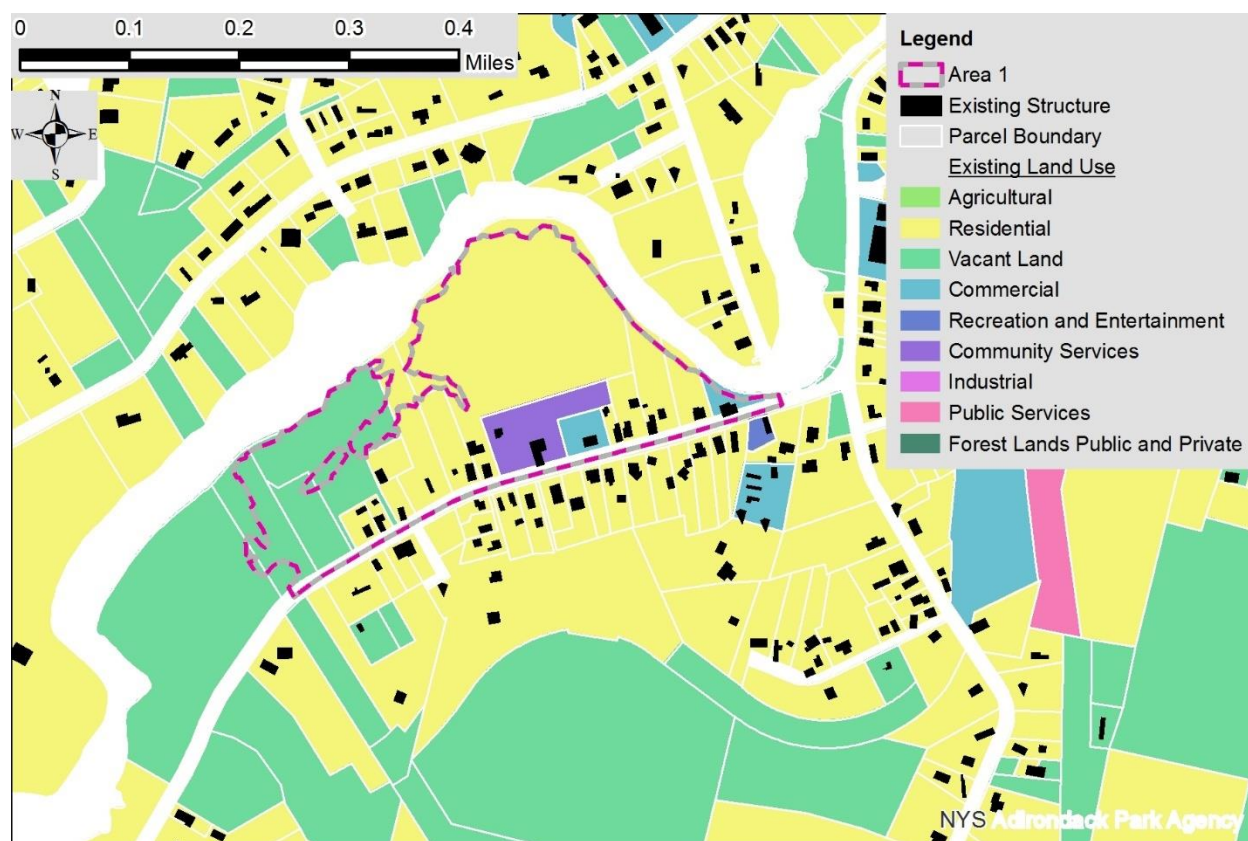 0 0.1 0.2 0.3 0.4
Miles
N
W E
S
Legend
Area 1
Existing Structure
Parcel Boundary
Existing Land Use
Agricultural
Residential
Vacant Land
Commercial
Recreation and Entertainment
Community Services
Industrial
Public Services
Forest Lands Public and Private
NYS Adirondack Park Agency